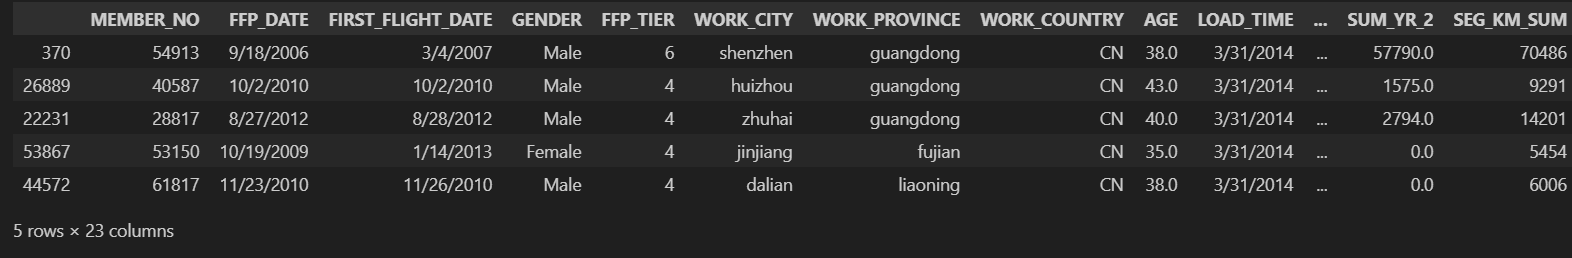 MEMBER_NO FFP_DATE FIRST_FLIGHT_DATE GENDER FFP_TIER WORK_CITY WORK_PROVINCE WORK_COUNTRY AGE LOAD_TIME ... SUM_YR_2 SEG_KM_SUM
370 54913 9/18/2006 3/4/2007 Male 6 shenzhen guangdong CN 38.0 3/31/2014 ... 57790.0 70486
26889 40587 10/2/2010 10/2/2010 Male 4 huizhou guangdong CN 43.0 3/31/2014 ... 1575.0 9291
22231 28817 8/27/2012 8/28/2012 Male 4 zhuhai guangdong CN 40.0 3/31/2014 ... 2794.0 14201
53867 53150 10/19/2009 1/14/2013 Female 4 jinjiang fujian CN 35.0 3/31/2014 ... 0.0 5454
44572 61817 11/23/2010 11/26/2010 Male 4 dalian liaoning CN 38.0 3/31/2014 ... 0.0 6006
5 rows × 23 columns